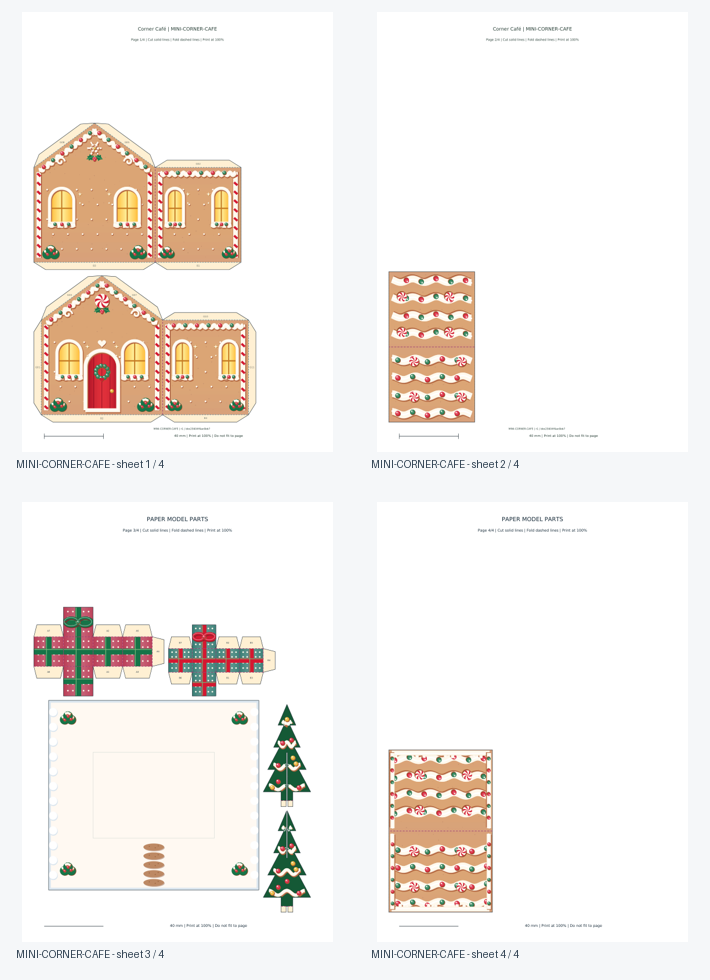 Corner Café | MINI-CORNER-CAFE
Page 1/4 | Cut solid lines | Fold dashed lines | Print at 100%
40 mm | Print at 100% | Do not fit to page
MINI-CORNER-CAFE - sheet 1 / 4
Corner Café | MINI-CORNER-CAFE
Page 2/4 | Cut solid lines | Fold dashed lines | Print at 100%
40 mm | Print at 100% | Do not fit to page
MINI-CORNER-CAFE - sheet 2 / 4
PAPER MODEL PARTS
Page 3/4 | Cut solid lines | Fold dashed lines | Print at 100%
40 mm | Print at 100% | Do not fit to page
MINI-CORNER-CAFE - sheet 3 / 4
PAPER MODEL PARTS
Page 4/4 | Cut solid lines | Fold dashed lines | Print at 100%
40 mm | Print at 100% | Do not fit to page
MINI-CORNER-CAFE - sheet 4 / 4